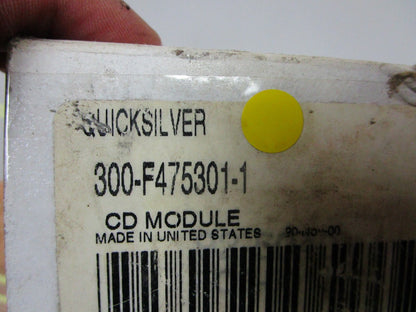 QUICKSILVER
300-F475301-1
CD MODULE
MADE IN UNITED STATES